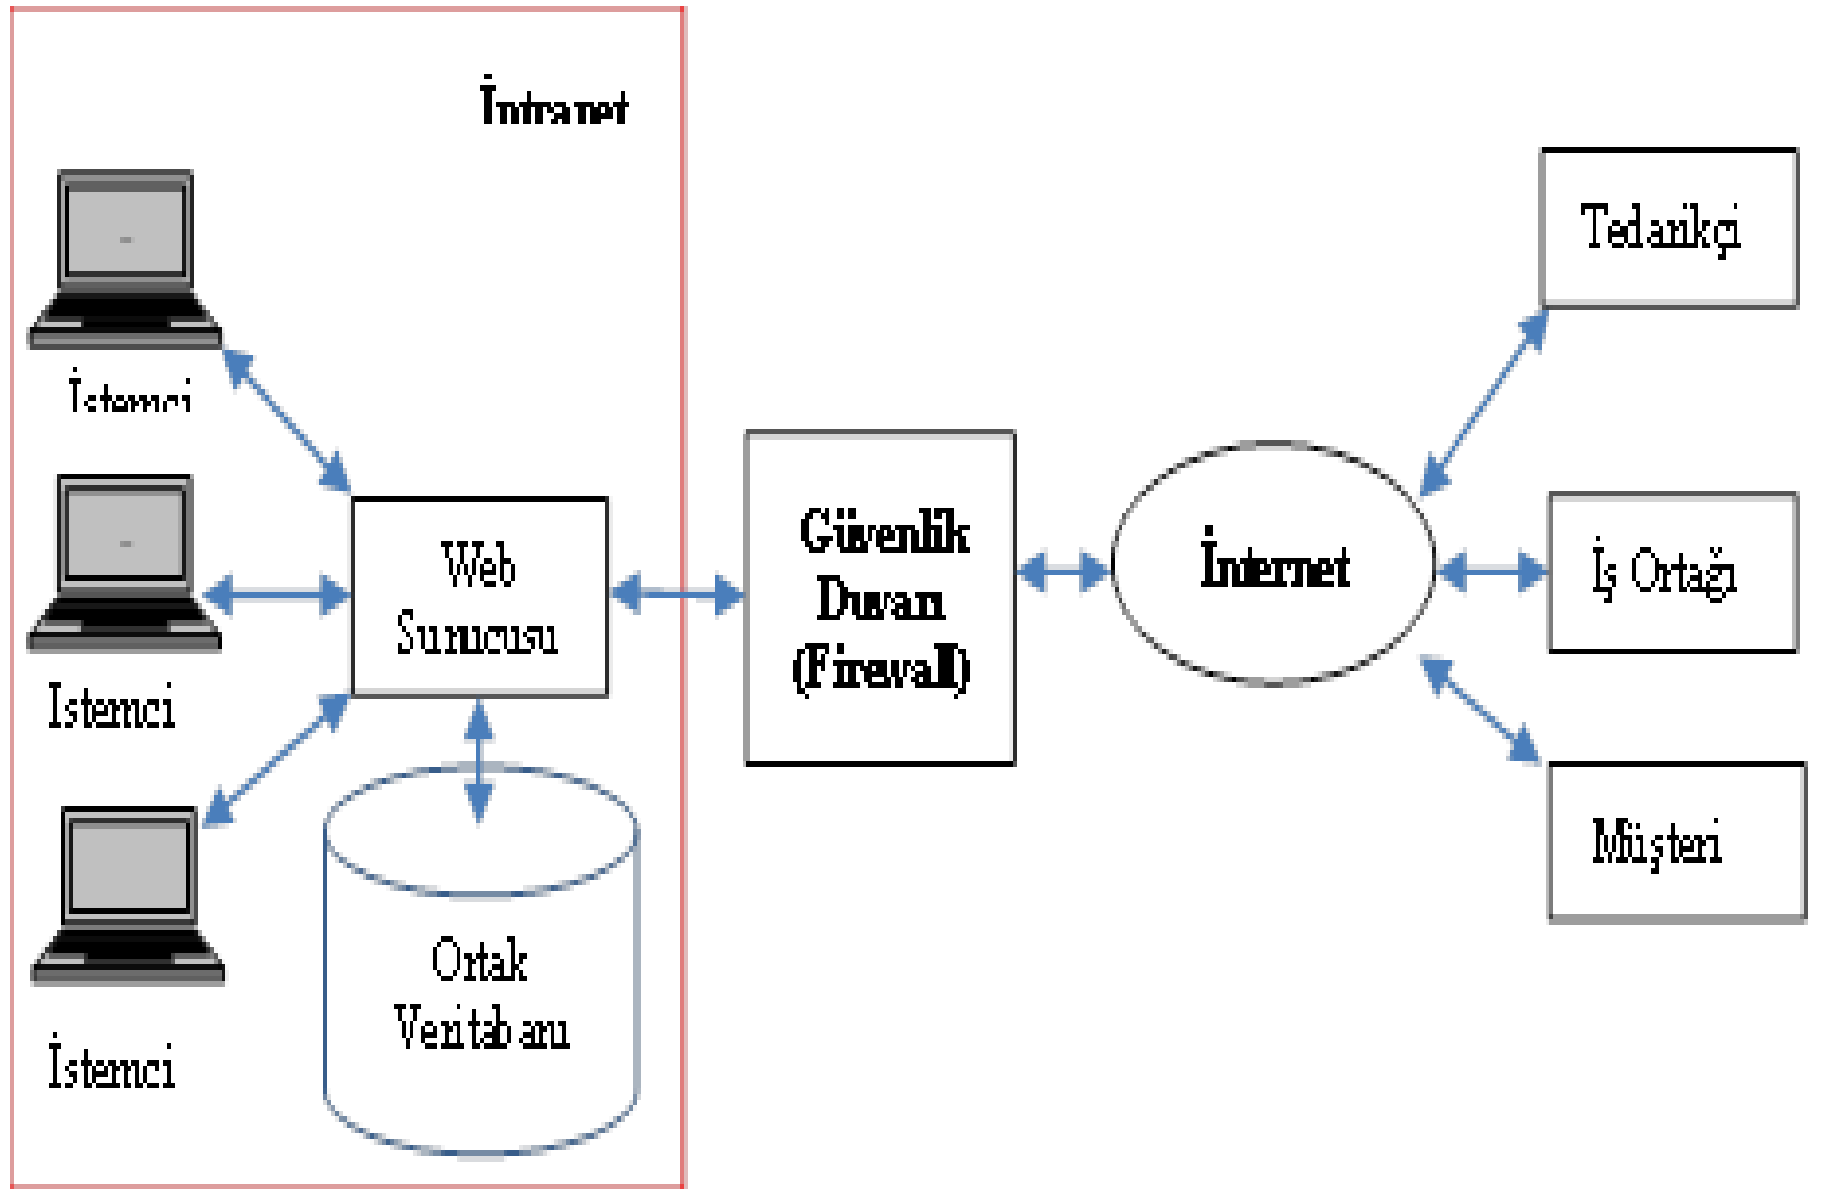 İntranet
İstemci
İstemci
İstemci
Web
Sunucusu
Ortak
Veritabanı
Güvenlik
Duvarı
(Firewall)
İnternet
Tedarikçi
İş Ortağı
Müşteri